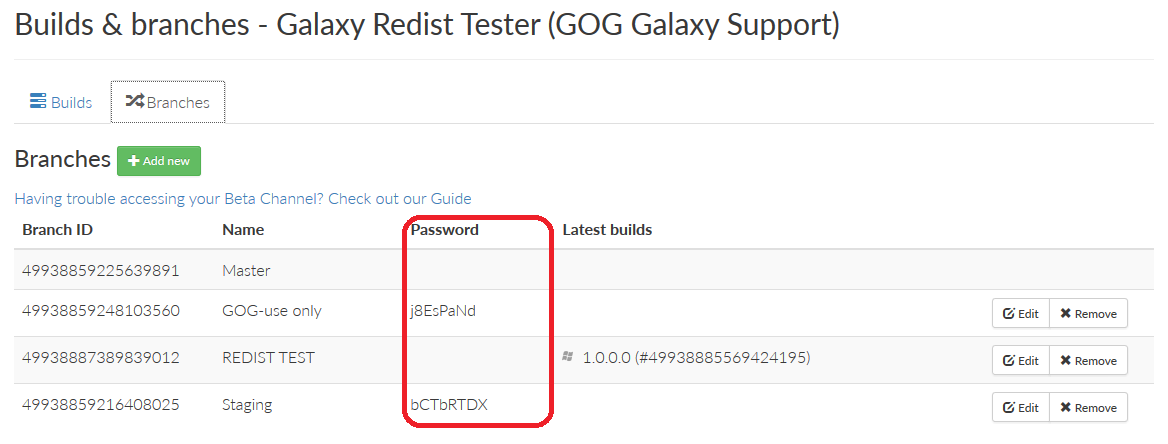 Builds & branches - Galaxy Redist Tester (GOG Galaxy Support)
Builds Branches
Branches Add new
Having trouble accessing your Beta Channel? Check out our Guide
Branch ID Name Password Latest builds
49938859225639891 Master
49938859248103560 GOG-use only j8EsPaNd Edit Remove
49938887389839012 REDIST TEST 1.0.0.0 (#49938885569424195) Edit Remove
49938859216408025 Staging bCTbRTDX Edit Remove